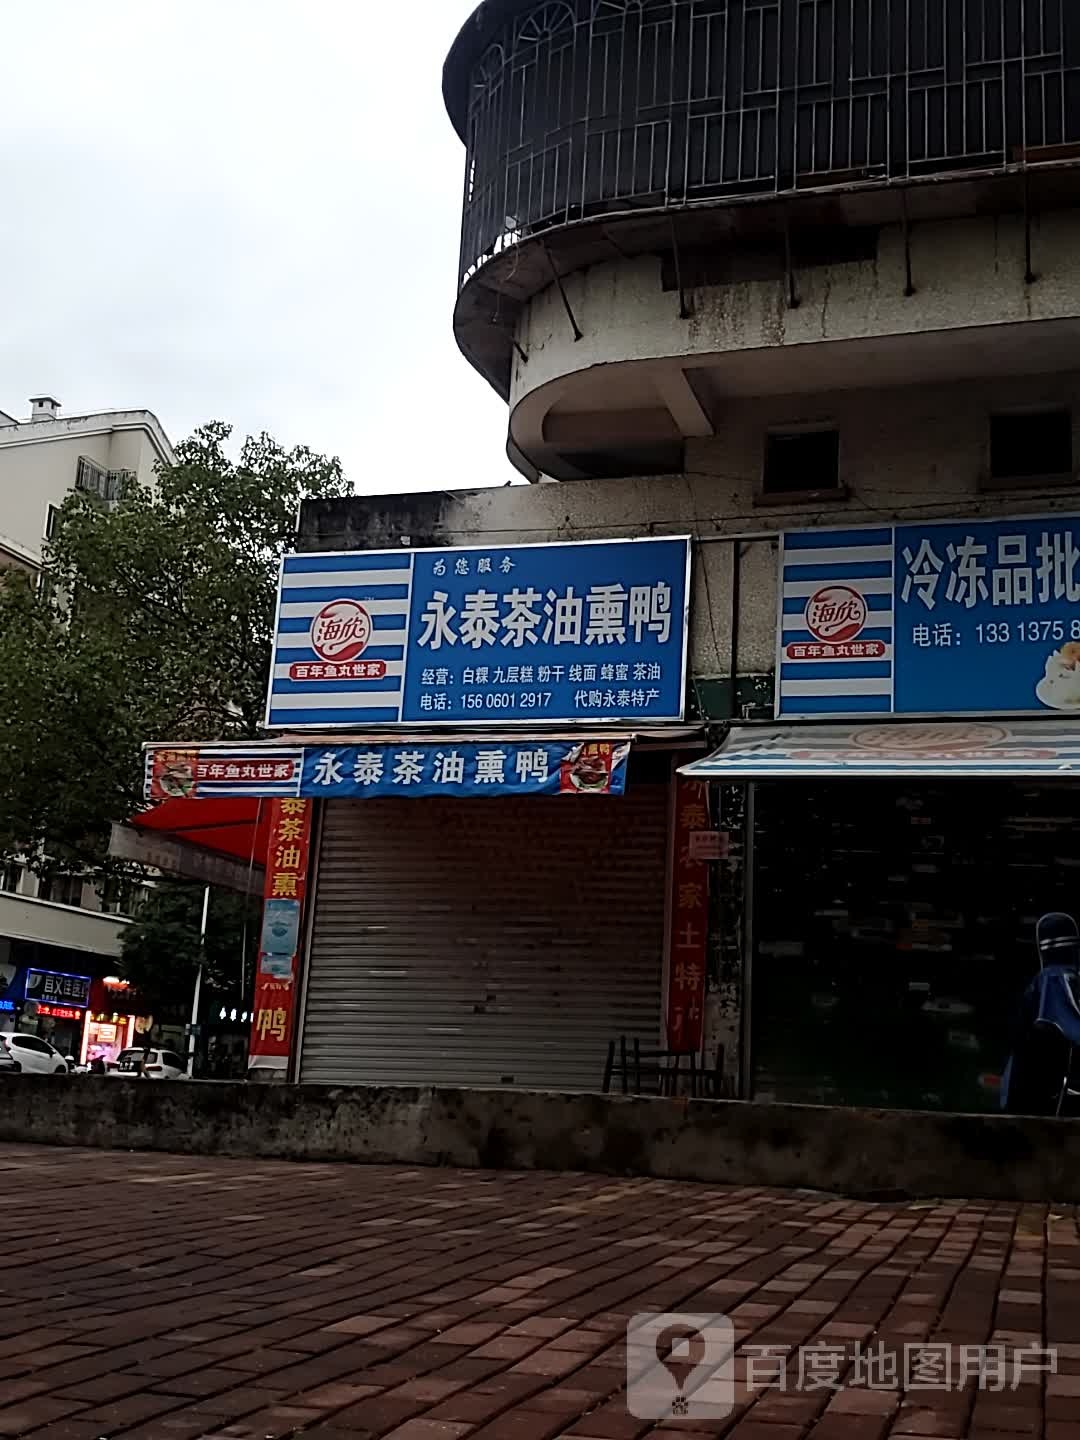 为您服务
永泰茶油熏鸭
海欣
百年鱼丸世家
经营：白粿 九层糕 粉干 线面 蜂蜜 茶油
电话：156 0601 2917 代购永泰特产
冷冻品批
海欣
百年鱼丸世家
电话：133 1375 8
百年鱼丸世家 永泰茶油熏鸭
泰茶油熏
鸭
永泰农家土特产
百度地图用户